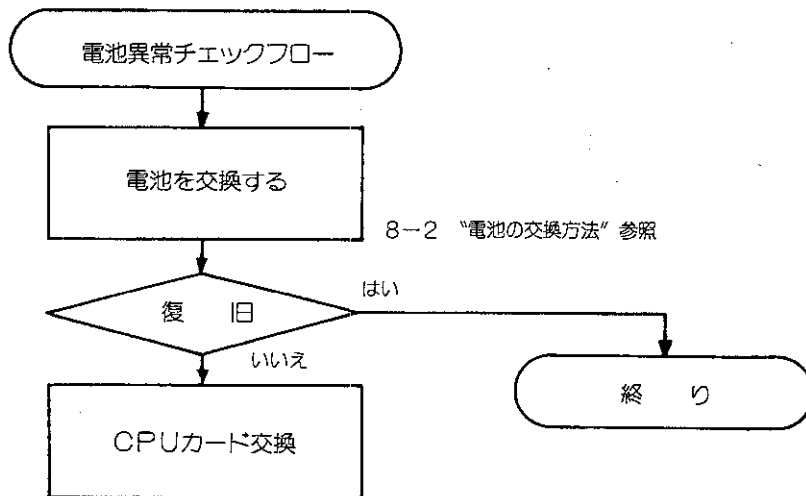 電池異常チェックフロー
電池を交換する
8-2 “電池の交換方法” 参照
復 旧
はい
いいえ
終 り
CPUカード交換